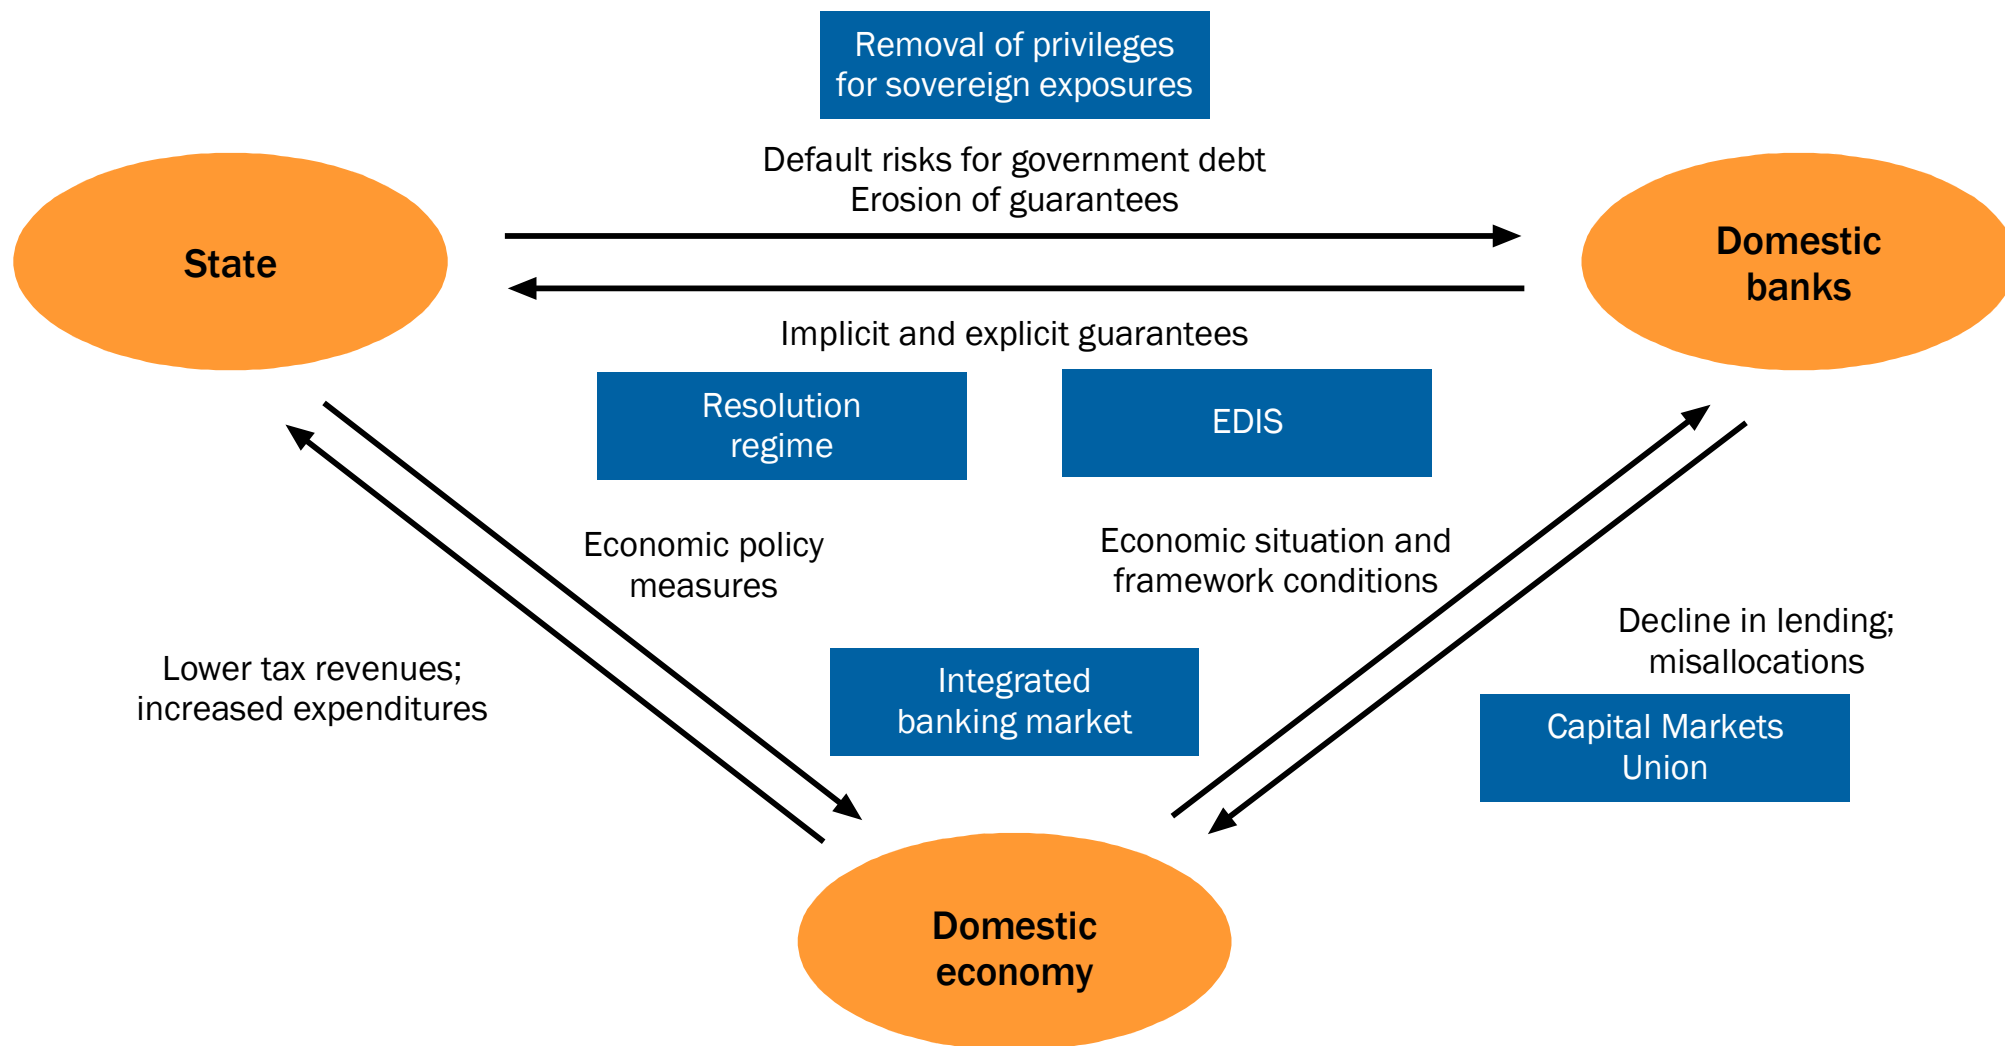 Removal of privileges
for sovereign exposures
Default risks for government debt
Erosion of guarantees
State
Domestic
banks
Implicit and explicit guarantees
Resolution
regime
EDIS
Economic policy
measures
Economic situation and
framework conditions
Lower tax revenues;
increased expenditures
Decline in lending;
misallocations
Integrated
banking market
Capital Markets
Union
Domestic
economy